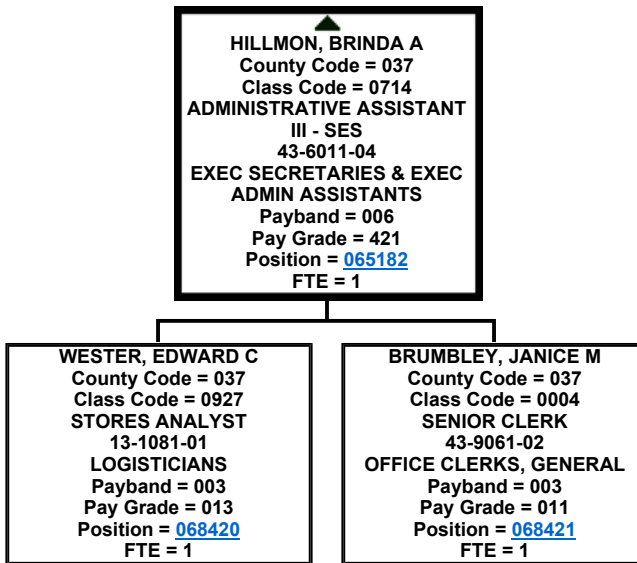 HILLMON, BRINDA A
County Code = 037
Class Code = 0714
ADMINISTRATIVE ASSISTANT
III - SES
43-6011-04
EXEC SECRETARIES & EXEC
ADMIN ASSISTANTS
Payband = 006
Pay Grade = 421
Position = 065182
FTE = 1
WESTER, EDWARD C
County Code = 037
Class Code = 0927
STORES ANALYST
13-1081-01
LOGISTICIANS
Payband = 003
Pay Grade = 013
Position = 068420
FTE = 1
BRUMBLEY, JANICE M
County Code = 037
Class Code = 0004
SENIOR CLERK
43-9061-02
OFFICE CLERKS, GENERAL
Payband = 003
Pay Grade = 011
Position = 068421
FTE = 1